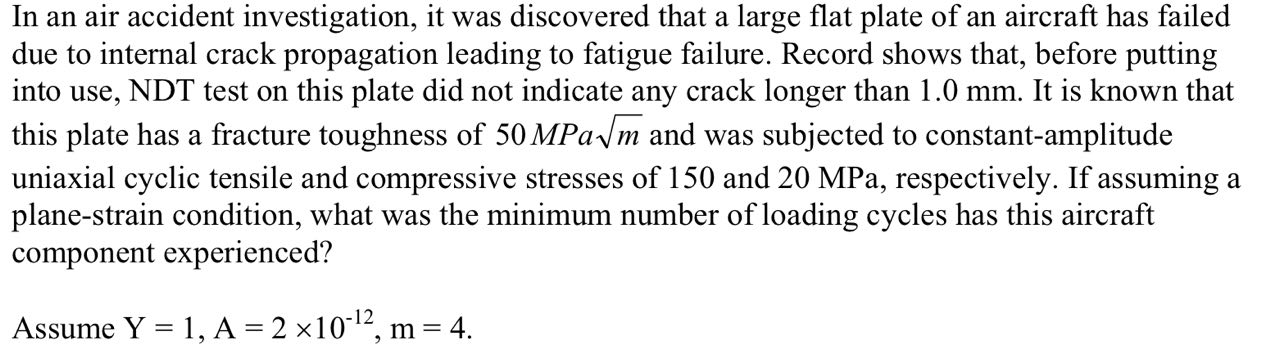 In an air accident investigation, it was discovered that a large flat plate of an aircraft has failed
due to internal crack propagation leading to fatigue failure. Record shows that, before putting
into use, NDT test on this plate did not indicate any crack longer than 1.0 mm. It is known that
this plate has a fracture toughness of 50 MPa√m and was subjected to constant-amplitude
uniaxial cyclic tensile and compressive stresses of 150 and 20 MPa, respectively. If assuming a
plane-strain condition, what was the minimum number of loading cycles has this aircraft
component experienced?
Assume Y = 1, A = 2 ×10⁻¹², m = 4.